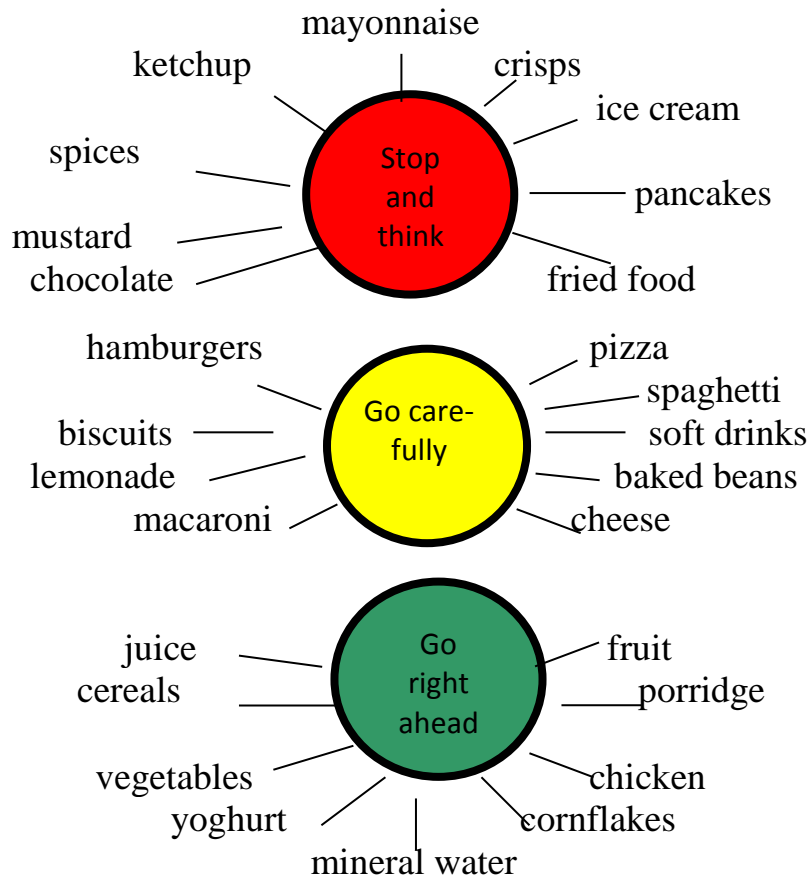 mayonnaise
ketchup
crisps
ice cream
spices
Stop
and
think
pancakes
mustard
chocolate
fried food
hamburgers
pizza
spaghetti
Go care-
fully
biscuits
soft drinks
lemonade
baked beans
macaroni
cheese
juice
Go
right
ahead
fruit
cereals
porridge
vegetables
chicken
yoghurt
cornflakes
mineral water